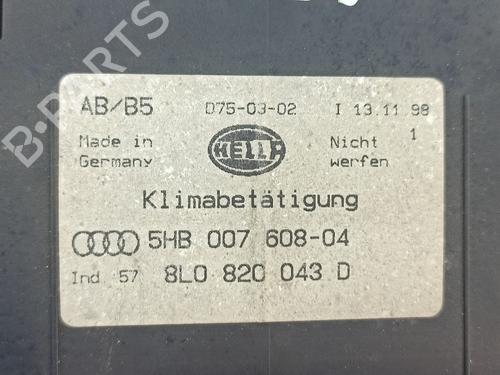 AB/B5 D75-03-02 I 13.11 98
Made in Germany HELLA Nicht werfen 1
Klimabetätigung
5HB 007 608-04
Ind 57 8L0 820 043 D
B-PARTS